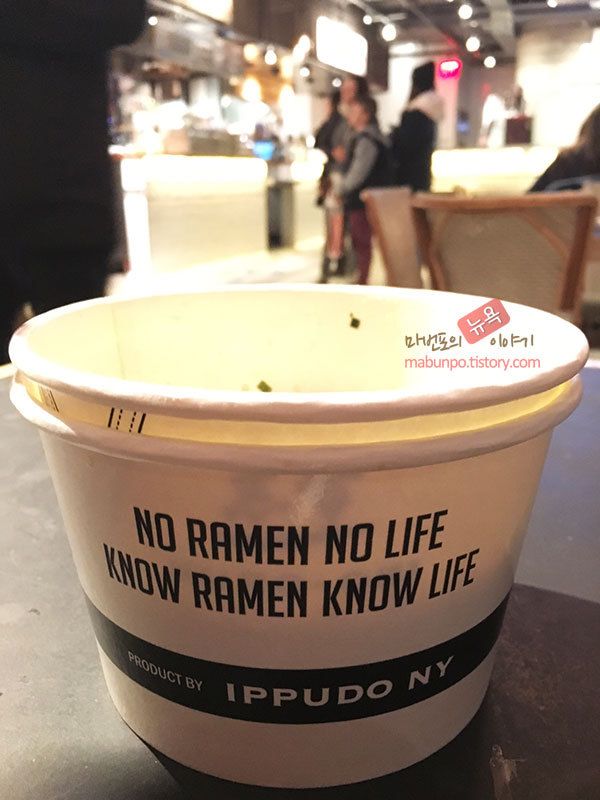 마번포의 뉴욕 이야기
mabunpo.tistory.com
NO RAMEN NO LIFE
KNOW RAMEN KNOW LIFE
PRODUCT BY IPPUDO NY